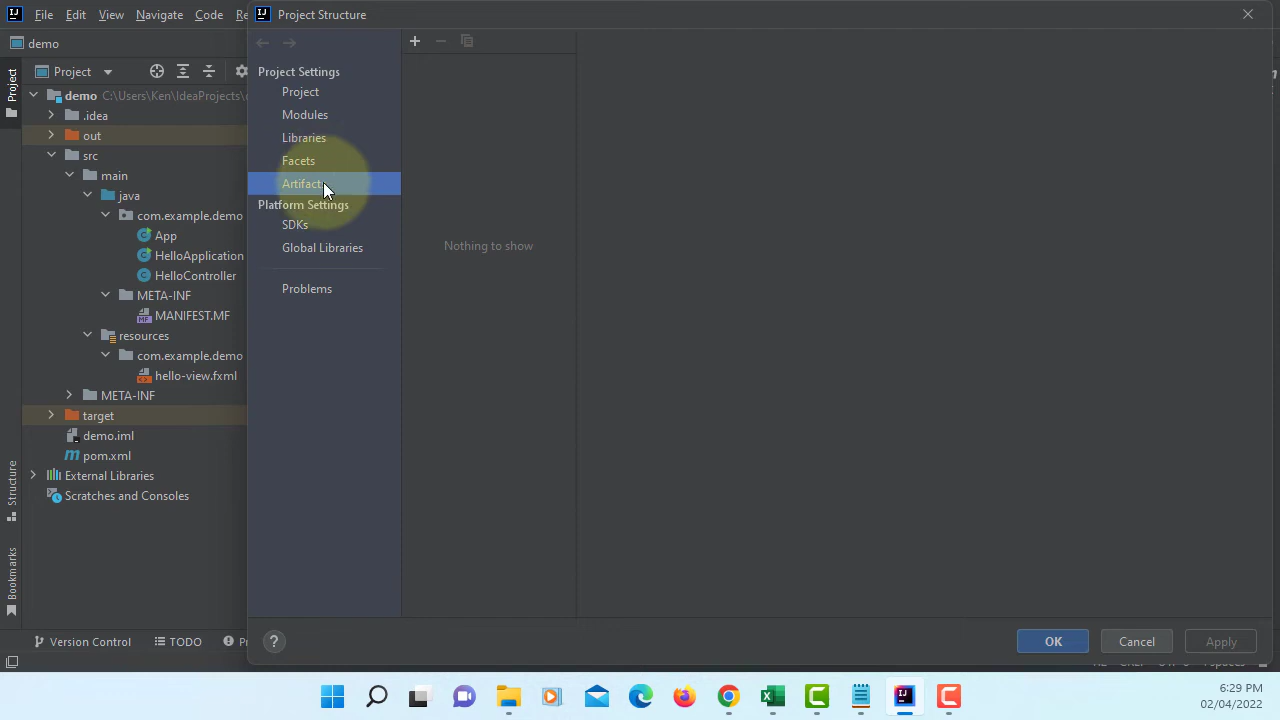 File Edit View Navigate Code Re
Project Structure
demo
Project
Project
demo C:\Users\Ken\IdeaProjects\
.idea
out
src
main
java
com.example.demo
App
HelloApplication
HelloController
META-INF
MANIFEST.MF
resources
com.example.demo
hello-view.fxml
META-INF
target
demo.iml
pom.xml
External Libraries
Scratches and Consoles
Structure
Bookmarks
Project Settings
Project
Modules
Libraries
Facets
Artifacts
Platform Settings
SDKs
Global Libraries
Problems
Nothing to show
?
OK
Cancel
Apply
Version Control
TODO
6:29 PM
02/04/2022